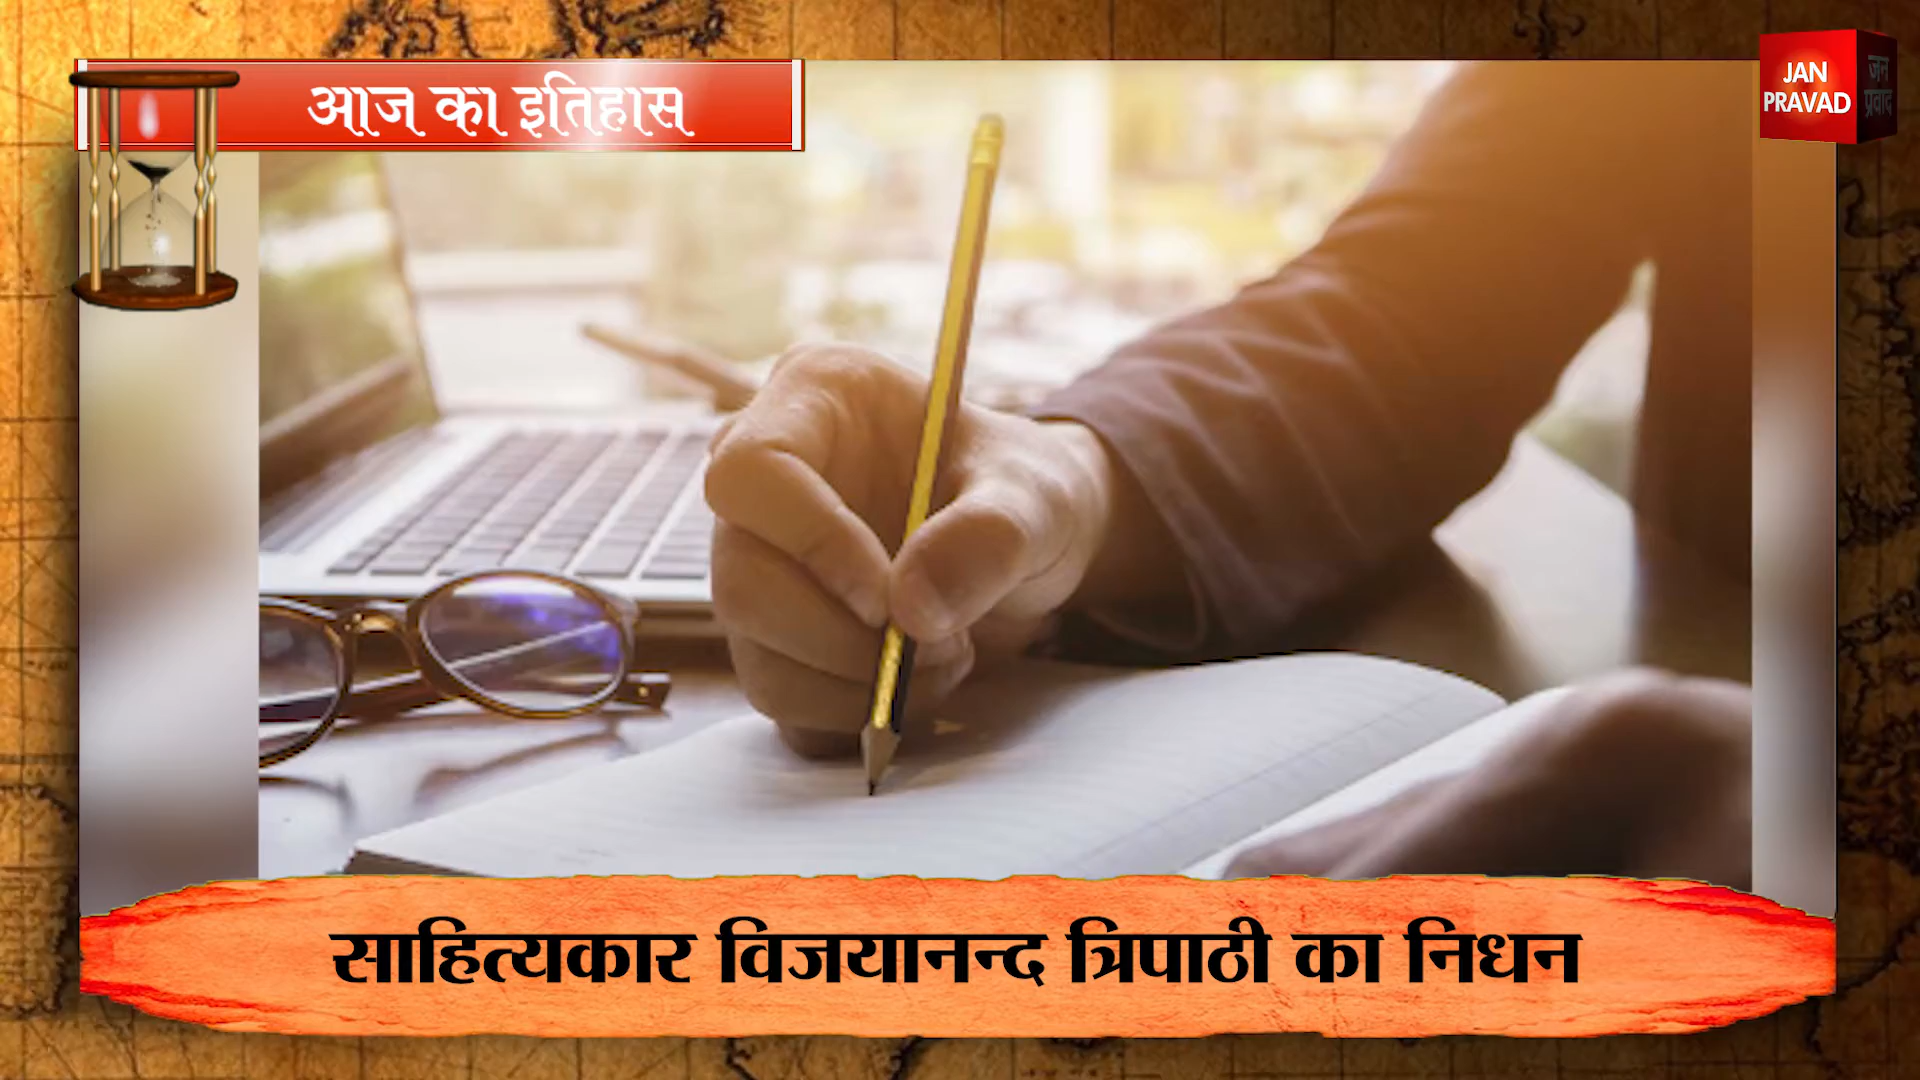 आज का इतिहास
JAN
PRAVAD
जन
प्रवाद
साहित्यकार विजयानन्द त्रिपाठी का निधन